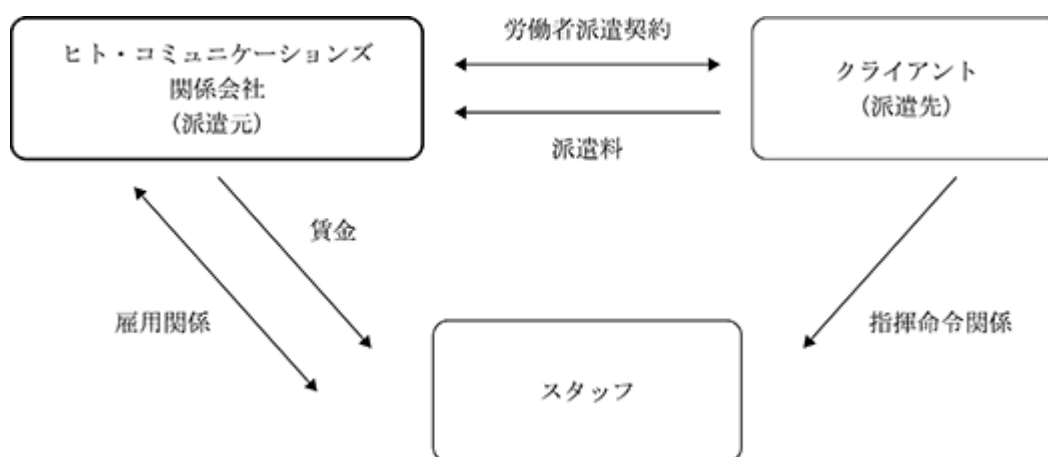 ヒト・コミュニケーションズ
関係会社
(派遣元)
労働者派遣契約
派遣料
クライアント
(派遣先)
賃金
雇用関係
指揮命令関係
スタッフ